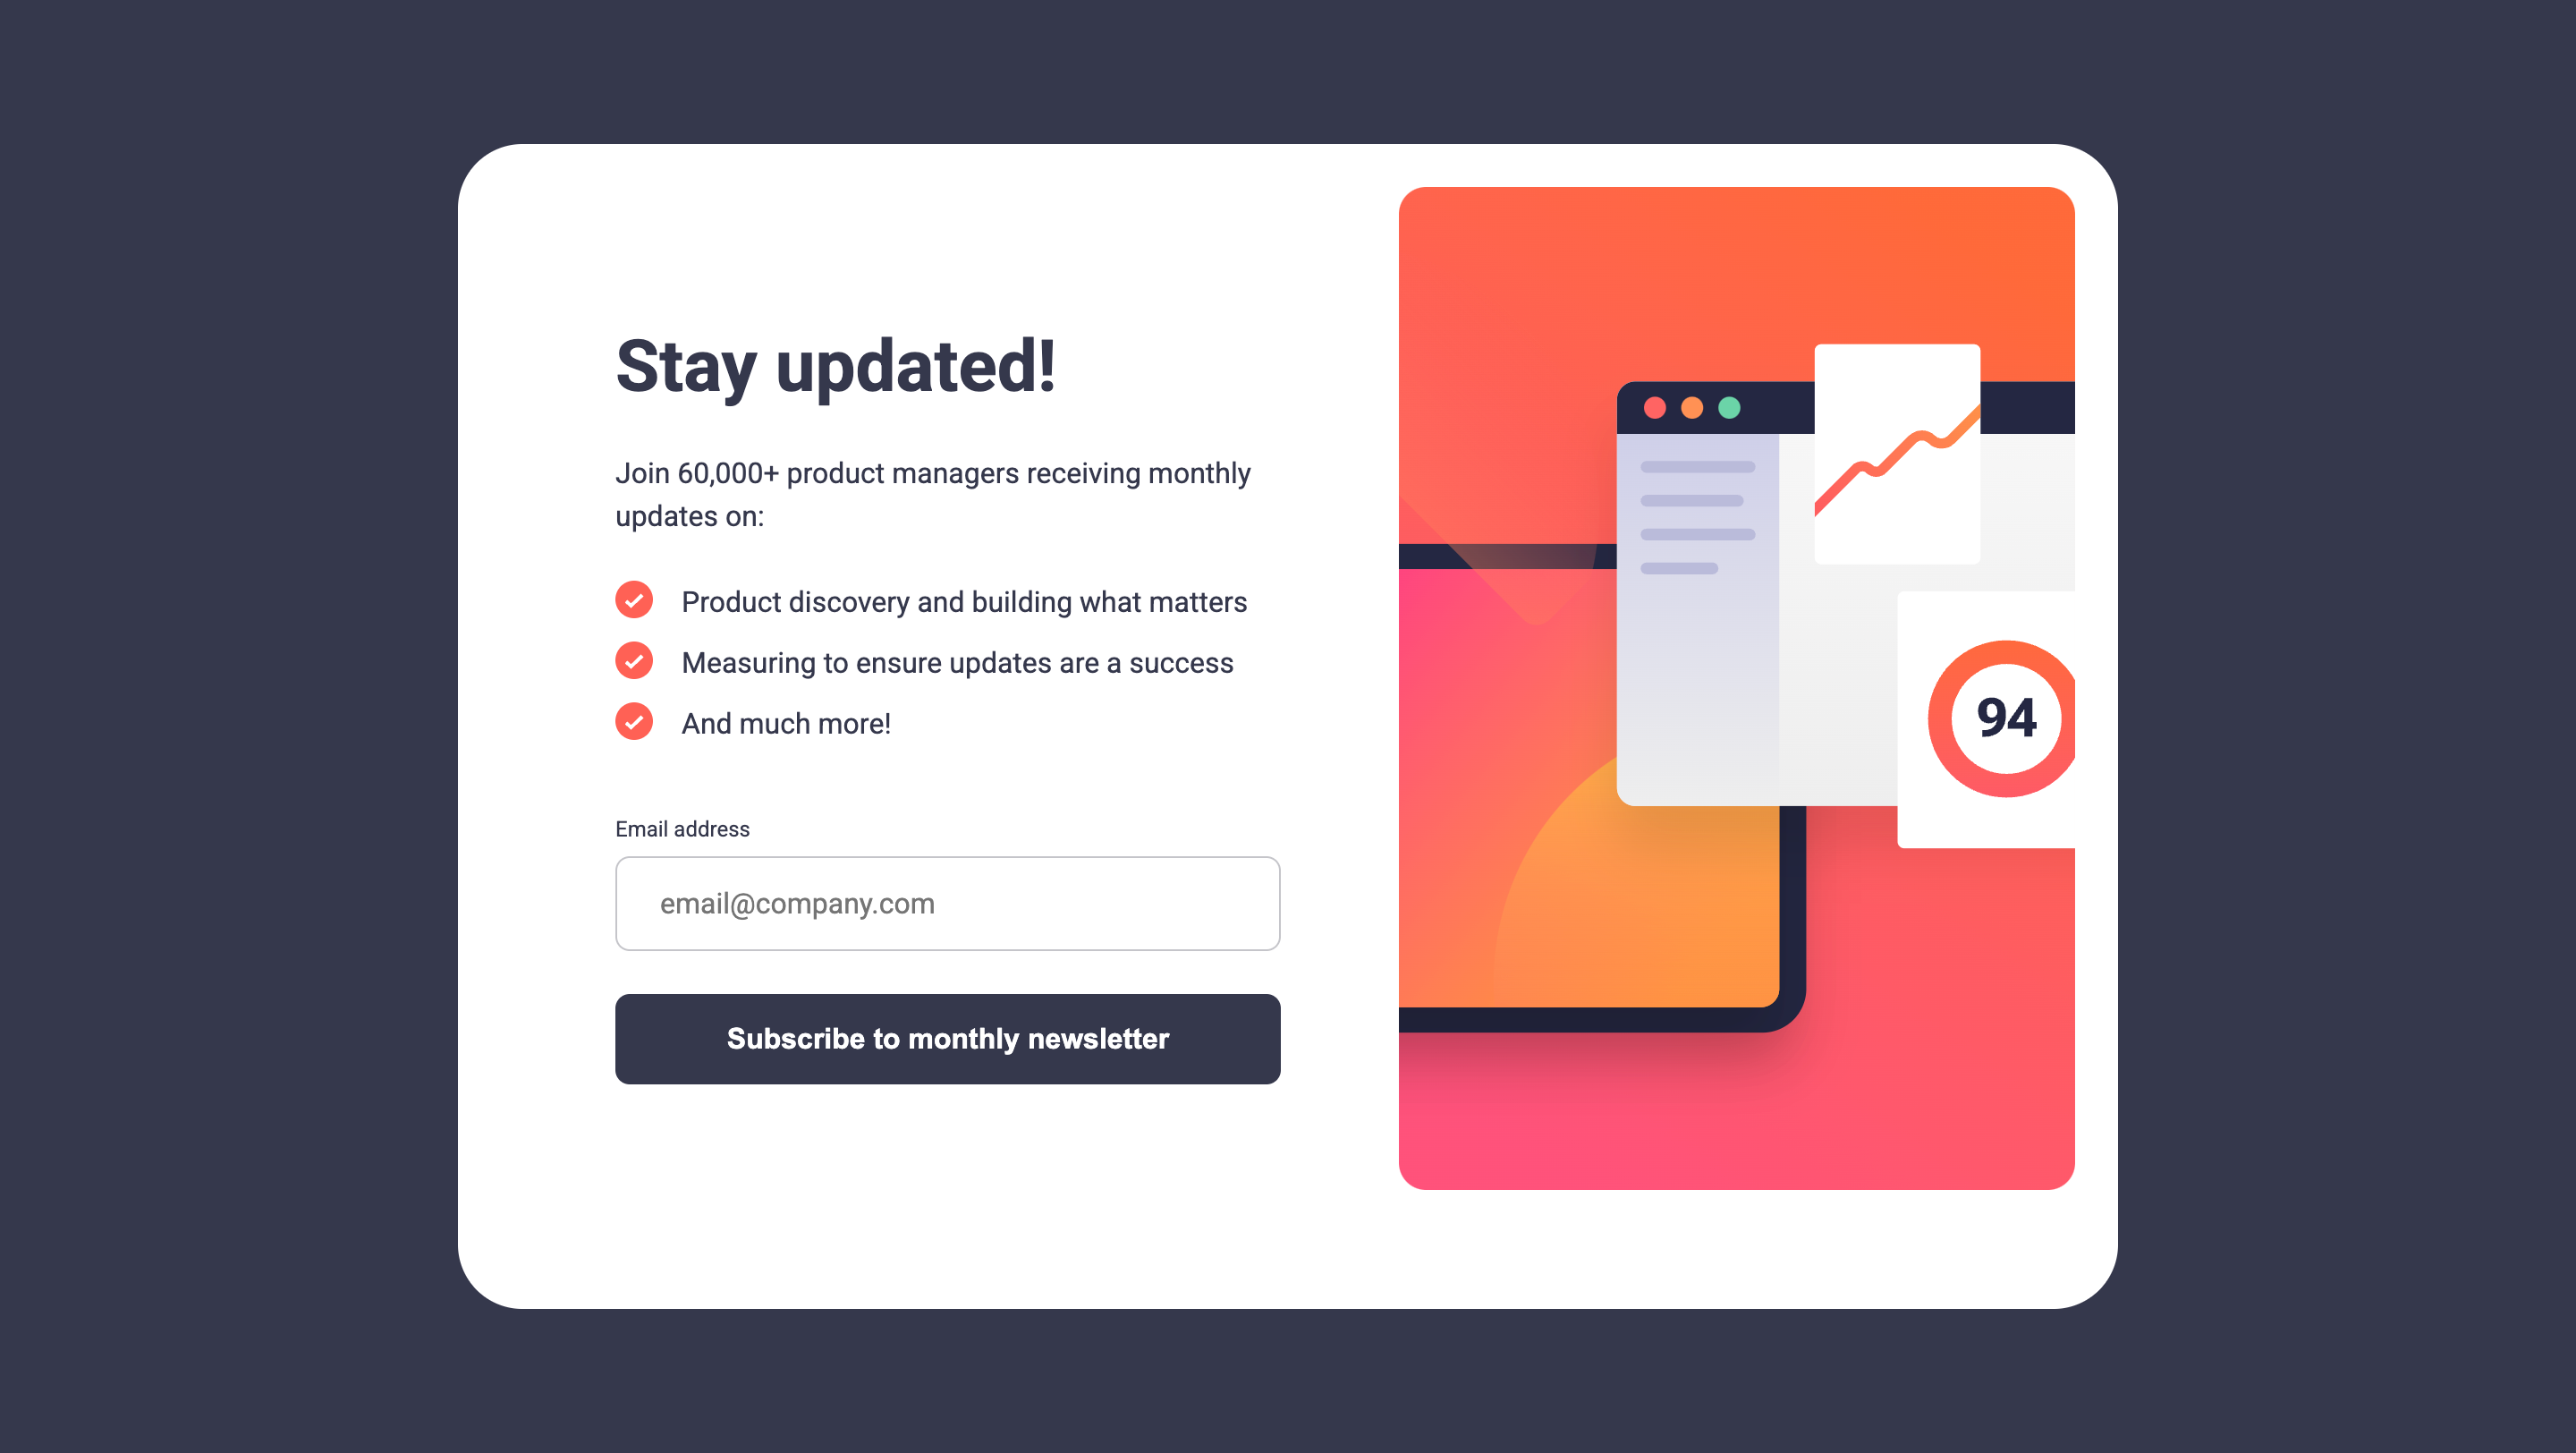 Stay updated!
Join 60,000+ product managers receiving monthly
updates on:
Product discovery and building what matters
Measuring to ensure updates are a success
And much more!
Email address
email@company.com
Subscribe to monthly newsletter
94